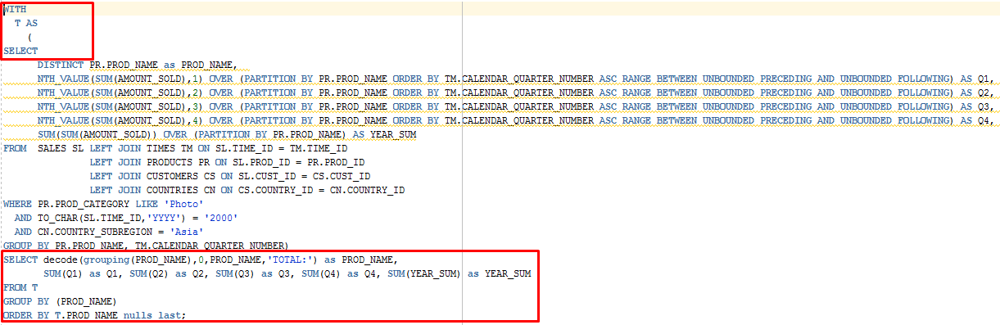 WITH
T AS
(
SELECT
DISTINCT PR.PROD_NAME as PROD_NAME,
NTH_VALUE(SUM(AMOUNT_SOLD),1) OVER (PARTITION BY PR.PROD_NAME ORDER BY TM.CALENDAR_QUARTER_NUMBER ASC RANGE BETWEEN UNBOUNDED PRECEDING AND UNBOUNDED FOLLOWING) AS Q1,
NTH_VALUE(SUM(AMOUNT_SOLD),2) OVER (PARTITION BY PR.PROD_NAME ORDER BY TM.CALENDAR_QUARTER_NUMBER ASC RANGE BETWEEN UNBOUNDED PRECEDING AND UNBOUNDED FOLLOWING) AS Q2,
NTH_VALUE(SUM(AMOUNT_SOLD),3) OVER (PARTITION BY PR.PROD_NAME ORDER BY TM.CALENDAR_QUARTER_NUMBER ASC RANGE BETWEEN UNBOUNDED PRECEDING AND UNBOUNDED FOLLOWING) AS Q3,
NTH_VALUE(SUM(AMOUNT_SOLD),4) OVER (PARTITION BY PR.PROD_NAME ORDER BY TM.CALENDAR_QUARTER_NUMBER ASC RANGE BETWEEN UNBOUNDED PRECEDING AND UNBOUNDED FOLLOWING) AS Q4,
SUM(SUM(AMOUNT_SOLD)) OVER (PARTITION BY PR.PROD_NAME) AS YEAR_SUM
FROM SALES SL LEFT JOIN TIMES TM ON SL.TIME_ID = TM.TIME_ID
LEFT JOIN PRODUCTS PR ON SL.PROD_ID = PR.PROD_ID
LEFT JOIN CUSTOMERS CS ON SL.CUST_ID = CS.CUST_ID
LEFT JOIN COUNTRIES CN ON CS.COUNTRY_ID = CN.COUNTRY_ID
WHERE PR.PROD_CATEGORY LIKE 'Photo'
AND TO_CHAR(SL.TIME_ID,'YYYY') = '2000'
AND CN.COUNTRY_SUBREGION = 'Asia'
GROUP BY PR.PROD_NAME, TM.CALENDAR_QUARTER_NUMBER)
SELECT decode(grouping(PROD_NAME),0,PROD_NAME,'TOTAL:') as PROD_NAME,
SUM(Q1) as Q1, SUM(Q2) as Q2, SUM(Q3) as Q3, SUM(Q4) as Q4, SUM(YEAR_SUM) as YEAR_SUM
FROM T
GROUP BY (PROD_NAME)
ORDER BY T.PROD_NAME nulls last;